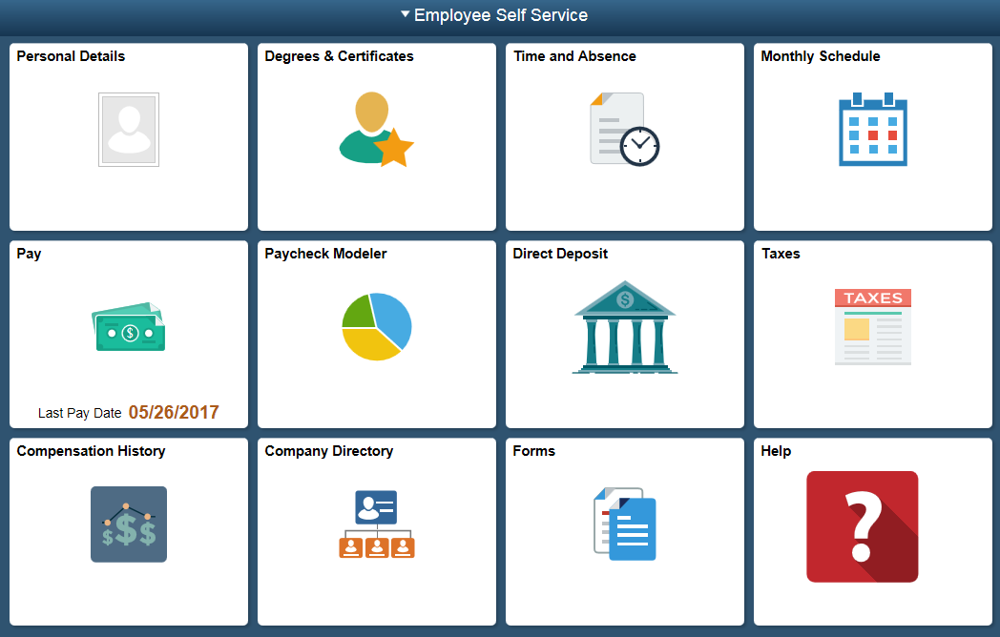 Employee Self Service
Personal Details
Degrees & Certificates
Time and Absence
Monthly Schedule
Pay
Last Pay Date 05/26/2017
Paycheck Modeler
Direct Deposit
$
Taxes
TAXES
$
Compensation History
$$$
Company Directory
Forms
Help
?